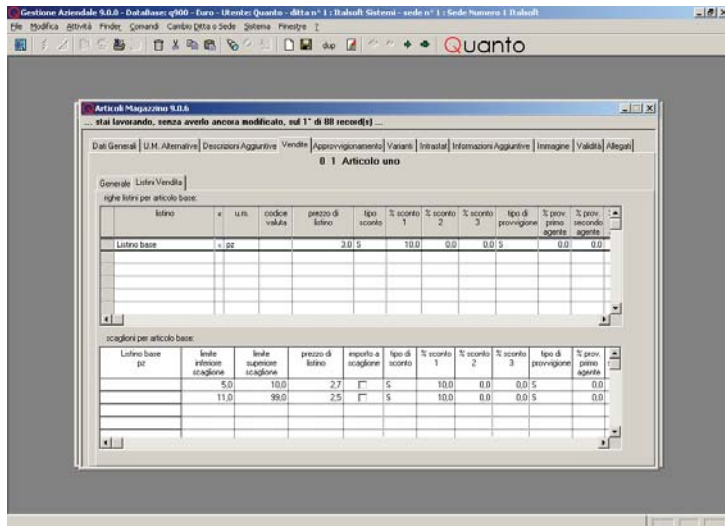 Gestione Aziendale 9.0.0 - DataBase: q900 - Euro - Utente: Quanto - ditta n° 1 : Italsoft Sistemi - sede n° 1 : Sede Numero 1 Italsoft
File Modifica Attività Finder Comandi Cambio Ditta o Sede Sistema Finestre ?
dup Quanto
Articoli Magazzino 9.0.6
... stai lavorando, senza averlo ancora modificato, sul 1° di 88 record(s) ...
Dati Generali U.M. Alternative Descrizioni Aggiuntive Vendite Approvvigionamento Varianti Intrastat Informazioni Aggiuntive Immagine Validità Allegati
0 1 Articolo uno
Generale Listini Vendita
righe listini per articolo base:
listino u.m. codice valuta prezzo di listino tipo sconto % sconto 1 % sconto 2 % sconto 3 tipo di provvigione % prov. primo agente % prov. secondo agente
Listino base pz 3,0 S 10,0 0,0 0,0 S 0,0 0,0
scaglioni per articolo base:
Listino base pz limite inferiore scaglione limite superiore scaglione prezzo di listino importo a scaglione tipo di sconto % sconto 1 % sconto 2 % sconto 3 tipo di provvigione % prov. primo agente
5,0 10,0 2,7 S 10,0 0,0 0,0 S 0,0
11,0 99,0 2,5 S 10,0 0,0 0,0 S 0,0